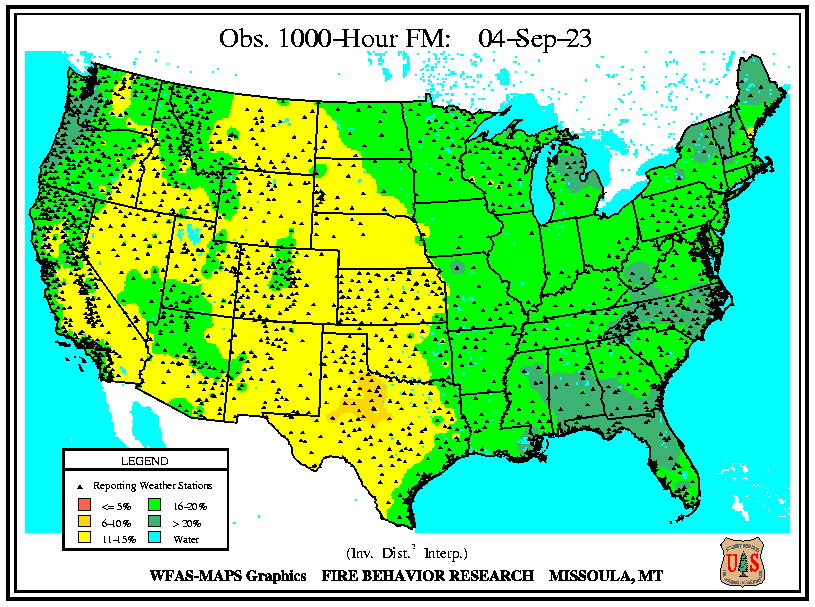 Obs. 1000-Hour FM: 04-Sep-23
LEGEND
Reporting Weather Stations
<= 5% 16-20%
6-10% > 20%
11-15% Water
(Inv. Dist.² Interp.)
WFAS-MAPS Graphics FIRE BEHAVIOR RESEARCH MISSOULA, MT
U S